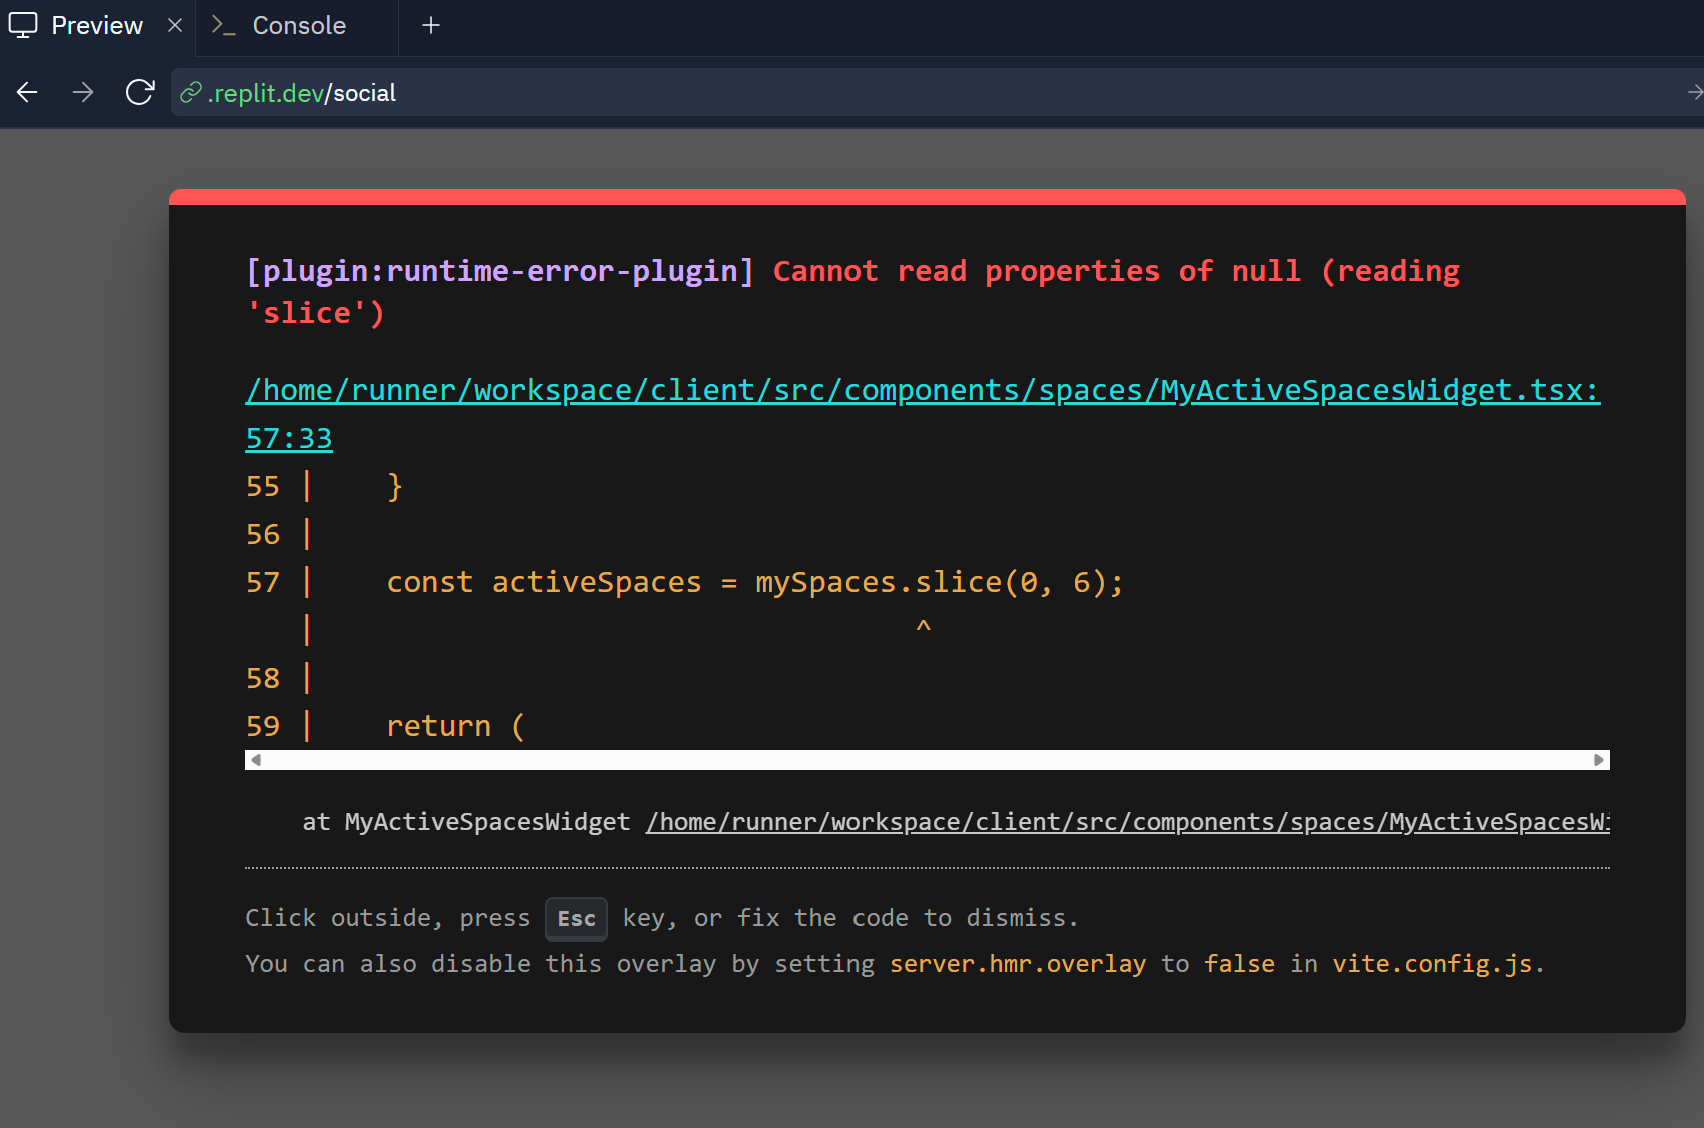 Preview
Console
.replit.dev/social
[plugin:runtime-error-plugin] Cannot read properties of null (reading
'slice')
/home/runner/workspace/client/src/components/spaces/MyActiveSpacesWidget.tsx:
57:33
55 |    }
56 |
57 |    const activeSpaces = mySpaces.slice(0, 6);
   |                                  ^
58 |
59 |    return (
at MyActiveSpacesWidget /home/runner/workspace/client/src/components/spaces/MyActiveSpacesWi
Click outside, press Esc key, or fix the code to dismiss.
You can also disable this overlay by setting server.hmr.overlay to false in vite.config.js.